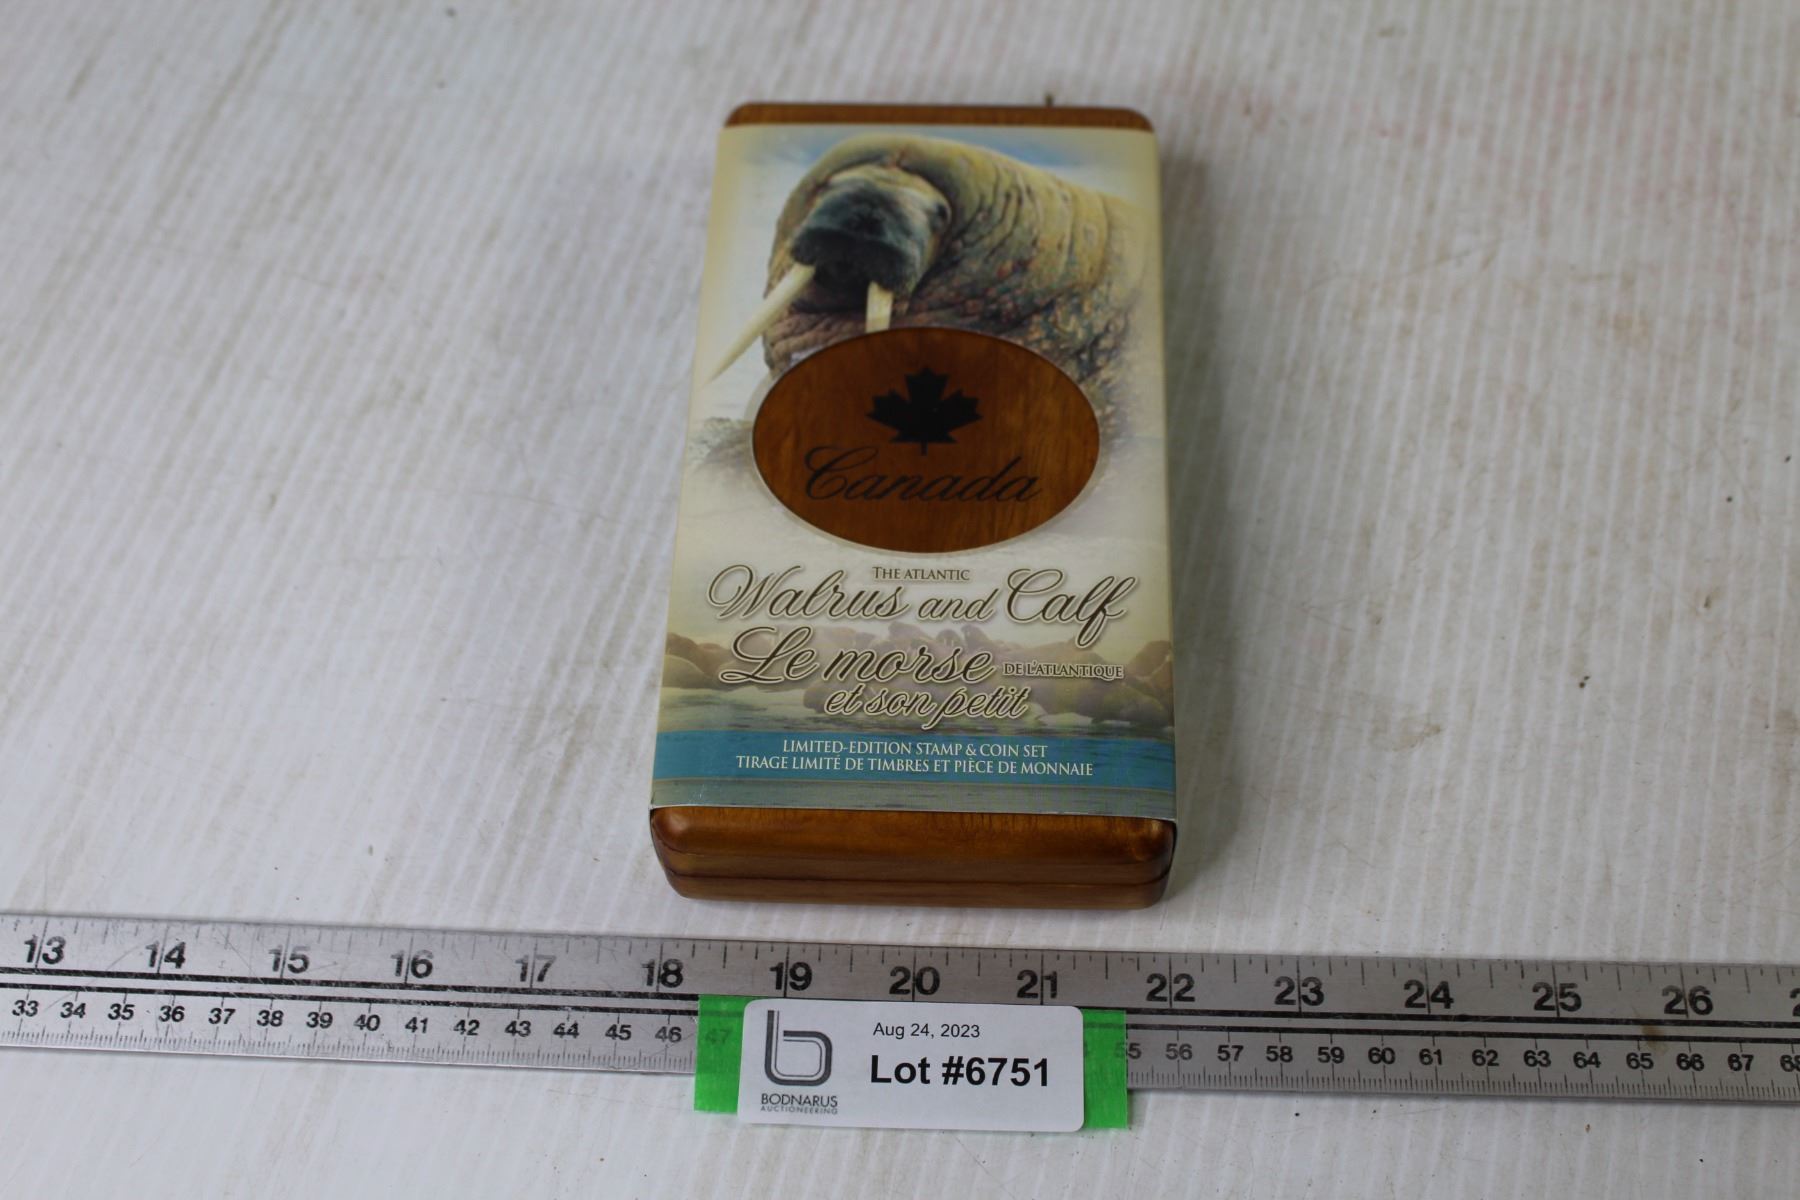 Canada
THE ATLANTIC
Walrus and Calf
Le morse DE L'ATLANTIQUE
et son petit
LIMITED-EDITION STAMP & COIN SET
TIRAGE LIMITÉ DE TIMBRES ET PIÈCE DE MONNAIE
13 14 15 16 17 18 19 20 21 22 23 24 25 26
33 34 35 36 37 38 39 40 41 42 43 44 45 46 47 55 56 57 58 59 60 61 62 63 64 65 66 67 68
Aug 24, 2023
Lot #6751
BODNARUS
AUCTIONEERING